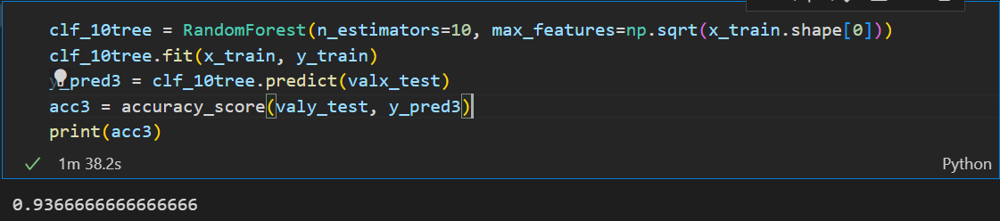 clf_10tree = RandomForest(n_estimators=10, max_features=np.sqrt(x_train.shape[0]))
clf_10tree.fit(x_train, y_train)
y_pred3 = clf_10tree.predict(valx_test)
acc3 = accuracy_score(valy_test, y_pred3)
print(acc3)
1m 38.2s
Python
0.9366666666666666